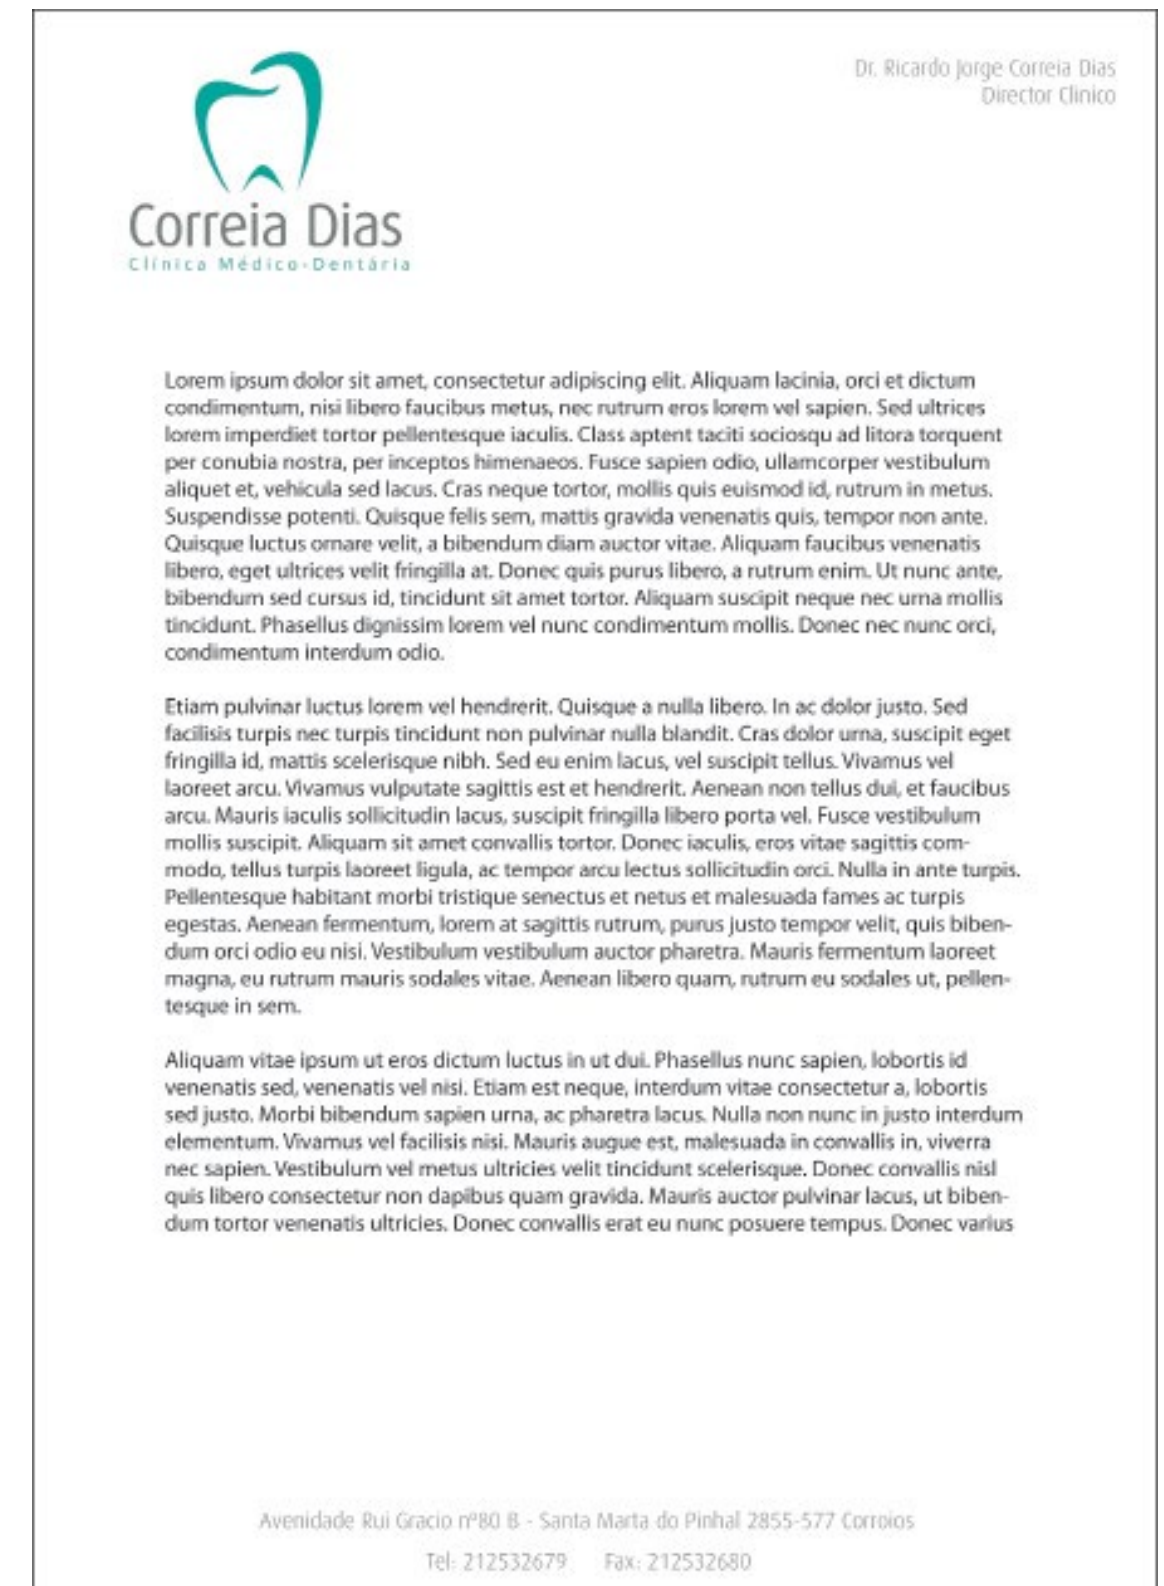 Dr. Ricardo Jorge Correia Dias
Director Clinico
Correia Dias
Clínica Médico-Dentária
Lorem ipsum dolor sit amet, consectetur adipiscing elit. Aliquam lacinia, orci et dictum
condimentum, nisi libero faucibus metus, nec rutrum eros lorem vel sapien. Sed ultrices
lorem imperdiet tortor pellentesque iaculis. Class aptent taciti sociosqu ad litora torquent
per conubia nostra, per inceptos himenaeos. Fusce sapien odio, ullamcorper vestibulum
aliquet et, vehicula sed lacus. Cras neque tortor, mollis quis euismod id, rutrum in metus.
Suspendisse potenti. Quisque felis sem, mattis gravida venenatis quis, tempor non ante.
Quisque luctus ornare velit, a bibendum diam auctor vitae. Aliquam faucibus venenatis
libero, eget ultrices velit fringilla at. Donec quis purus libero, a rutrum enim. Ut nunc ante,
bibendum sed cursus id, tincidunt sit amet tortor. Aliquam suscipit neque nec urna mollis
tincidunt. Phasellus dignissim lorem vel nunc condimentum mollis. Donec nec nunc orci,
condimentum interdum odio.
Etiam pulvinar luctus lorem vel hendrerit. Quisque a nulla libero. In ac dolor justo. Sed
facilisis turpis nec turpis tincidunt non pulvinar nulla blandit. Cras dolor urna, suscipit eget
fringilla id, mattis scelerisque nibh. Sed eu enim lacus, vel suscipit tellus. Vivamus vel
laoreet arcu. Vivamus vulputate sagittis est et hendrerit. Aenean non tellus dui, et faucibus
arcu. Mauris iaculis sollicitudin lacus, suscipit fringilla libero porta vel. Fusce vestibulum
mollis suscipit. Aliquam sit amet convallis tortor. Donec iaculis, eros vitae sagittis com-
modo, tellus turpis laoreet ligula, ac tempor arcu lectus sollicitudin orci. Nulla in ante turpis.
Pellentesque habitant morbi tristique senectus et netus et malesuada fames ac turpis
egestas. Aenean fermentum, lorem at sagittis rutrum, purus justo tempor velit, quis biben-
dum orci odio eu nisi. Vestibulum vestibulum auctor pharetra. Mauris fermentum laoreet
magna, eu rutrum mauris sodales vitae. Aenean libero quam, rutrum eu sodales ut, pellen-
tesque in sem.
Aliquam vitae ipsum ut eros dictum luctus in ut dui. Phasellus nunc sapien, lobortis id
venenatis sed, venenatis vel nisi. Etiam est neque, interdum vitae consectetur a, lobortis
sed justo. Morbi bibendum sapien urna, ac pharetra lacus. Nulla non nunc in justo interdum
elementum. Vivamus vel facilisis nisi. Mauris augue est, malesuada in convallis in, viverra
nec sapien. Vestibulum vel metus ultricies velit tincidunt scelerisque. Donec convallis nisl
quis libero consectetur non dapibus quam gravida. Mauris auctor pulvinar lacus, ut biben-
dum tortor venenatis ultricies. Donec convallis erat eu nunc posuere tempus. Donec varius
Avenidade Rui Gracio nº80 B - Santa Marta do Pinhal 2855-577 Corroios
Tel: 212532679 Fax: 212532680